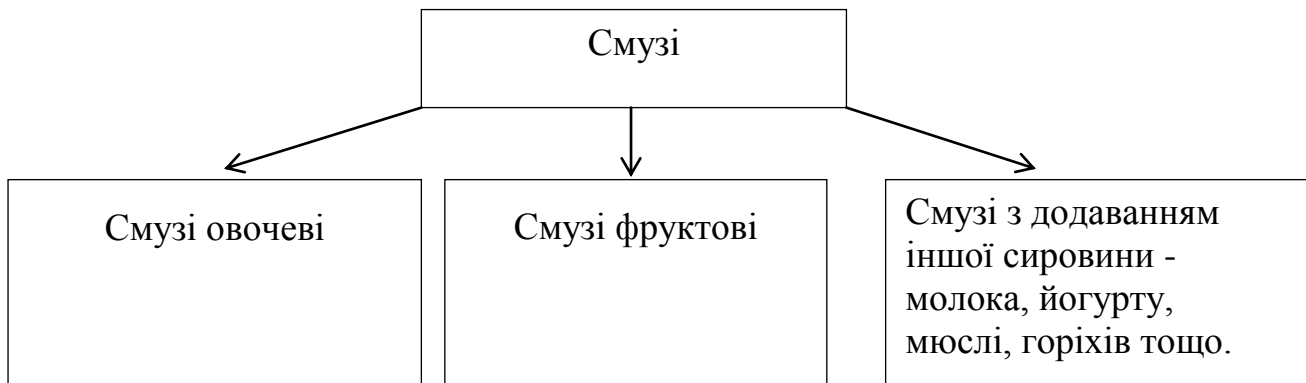 Смузі
Смузі овочеві
Смузі фруктові
Смузі з додаванням
іншої сировини -
молока, йогурту,
мюслі, горіхів тощо.